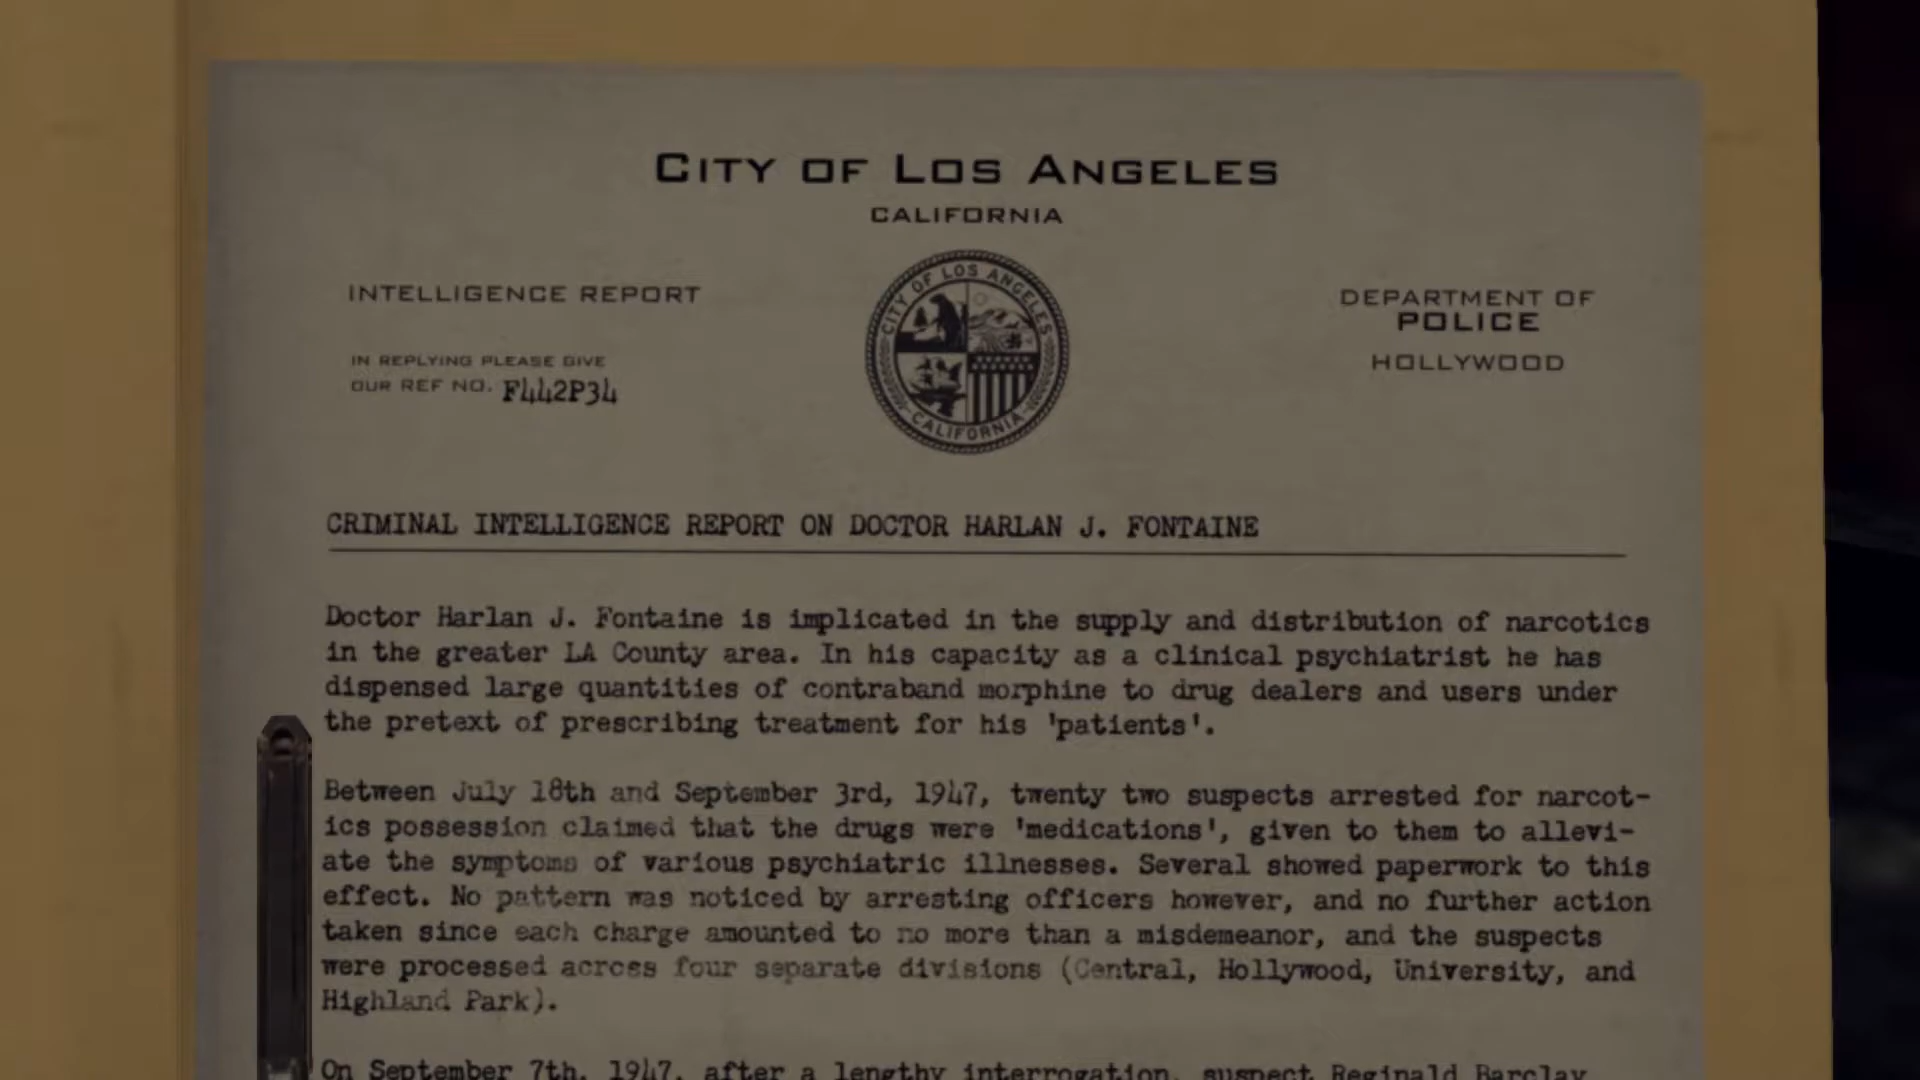 CITY OF LOS ANGELES
CALIFORNIA
INTELLIGENCE REPORT
IN REPLYING PLEASE GIVE
OUR REF NO. F442P34
CITY OF LOS ANGELES
CALIFORNIA
DEPARTMENT OF
POLICE
HOLLYWOOD
CRIMINAL INTELLIGENCE REPORT ON DOCTOR HARLAN J. FONTAINE
Doctor Harlan J. Fontaine is implicated in the supply and distribution of narcotics
in the greater LA County area. In his capacity as a clinical psychiatrist he has
dispensed large quantities of contraband morphine to drug dealers and users under
the pretext of prescribing treatment for his 'patients'.
Between July 18th and September 3rd, 1947, twenty two suspects arrested for narcot-
ics possession claimed that the drugs were 'medications', given to them to allevi-
ate the symptoms of various psychiatric illnesses. Several showed paperwork to this
effect. No pattern was noticed by arresting officers however, and no further action
taken since each charge amounted to no more than a misdemeanor, and the suspects
were processed across four separate divisions (Central, Hollywood, University, and
Highland Park).
On September 7th, 1947, after a lengthy interrogation, suspect Reginald Barclay